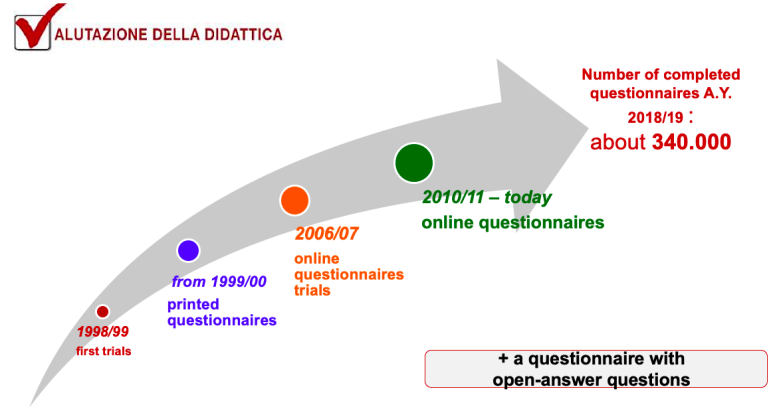 VALUTAZIONE DELLA DIDATTICA
Number of completed
questionnaires A.Y.
2018/19 :
about 340.000
2010/11 – today
online questionnaires
2006/07
online
questionnaires
trials
from 1999/00
printed
questionnaires
1998/99
first trials
+ a questionnaire with
open-answer questions